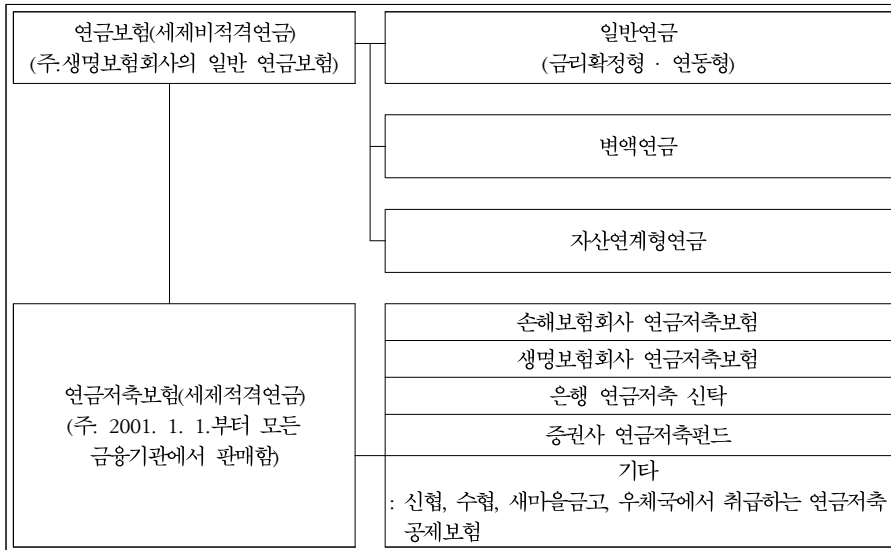 연금보험(세제비적격연금)
(주:생명보험회사의 일반 연금보험)
일반연금
(금리확정형 · 연동형)
변액연금
자산연계형연금
연금저축보험(세제적격연금)
(주: 2001. 1. 1.부터 모든
금융기관에서 판매함)
손해보험회사 연금저축보험
생명보험회사 연금저축보험
은행 연금저축 신탁
증권사 연금저축펀드
기타
: 신협, 수협, 새마을금고, 우체국에서 취급하는 연금저축
공제보험